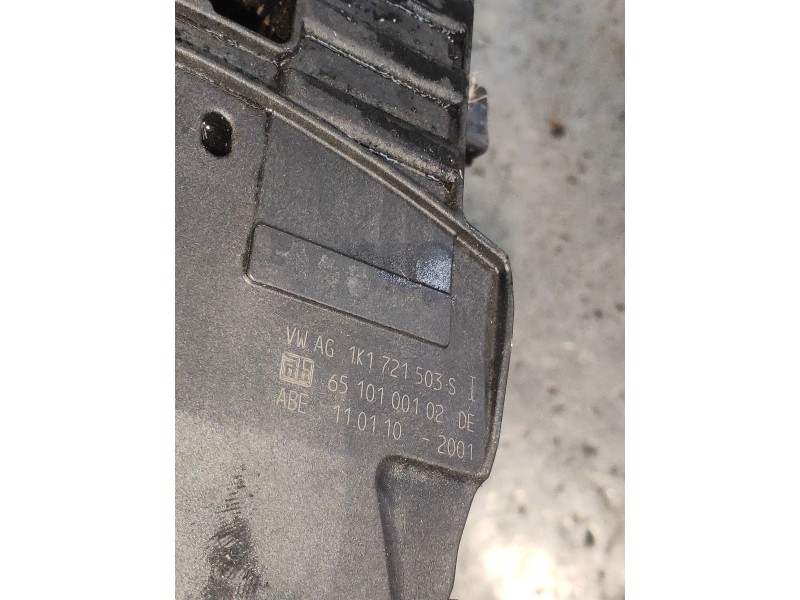 VW AG 1K1 721 503 S I
65 101 001 02 DE
ABE 11.01.10 - 2001